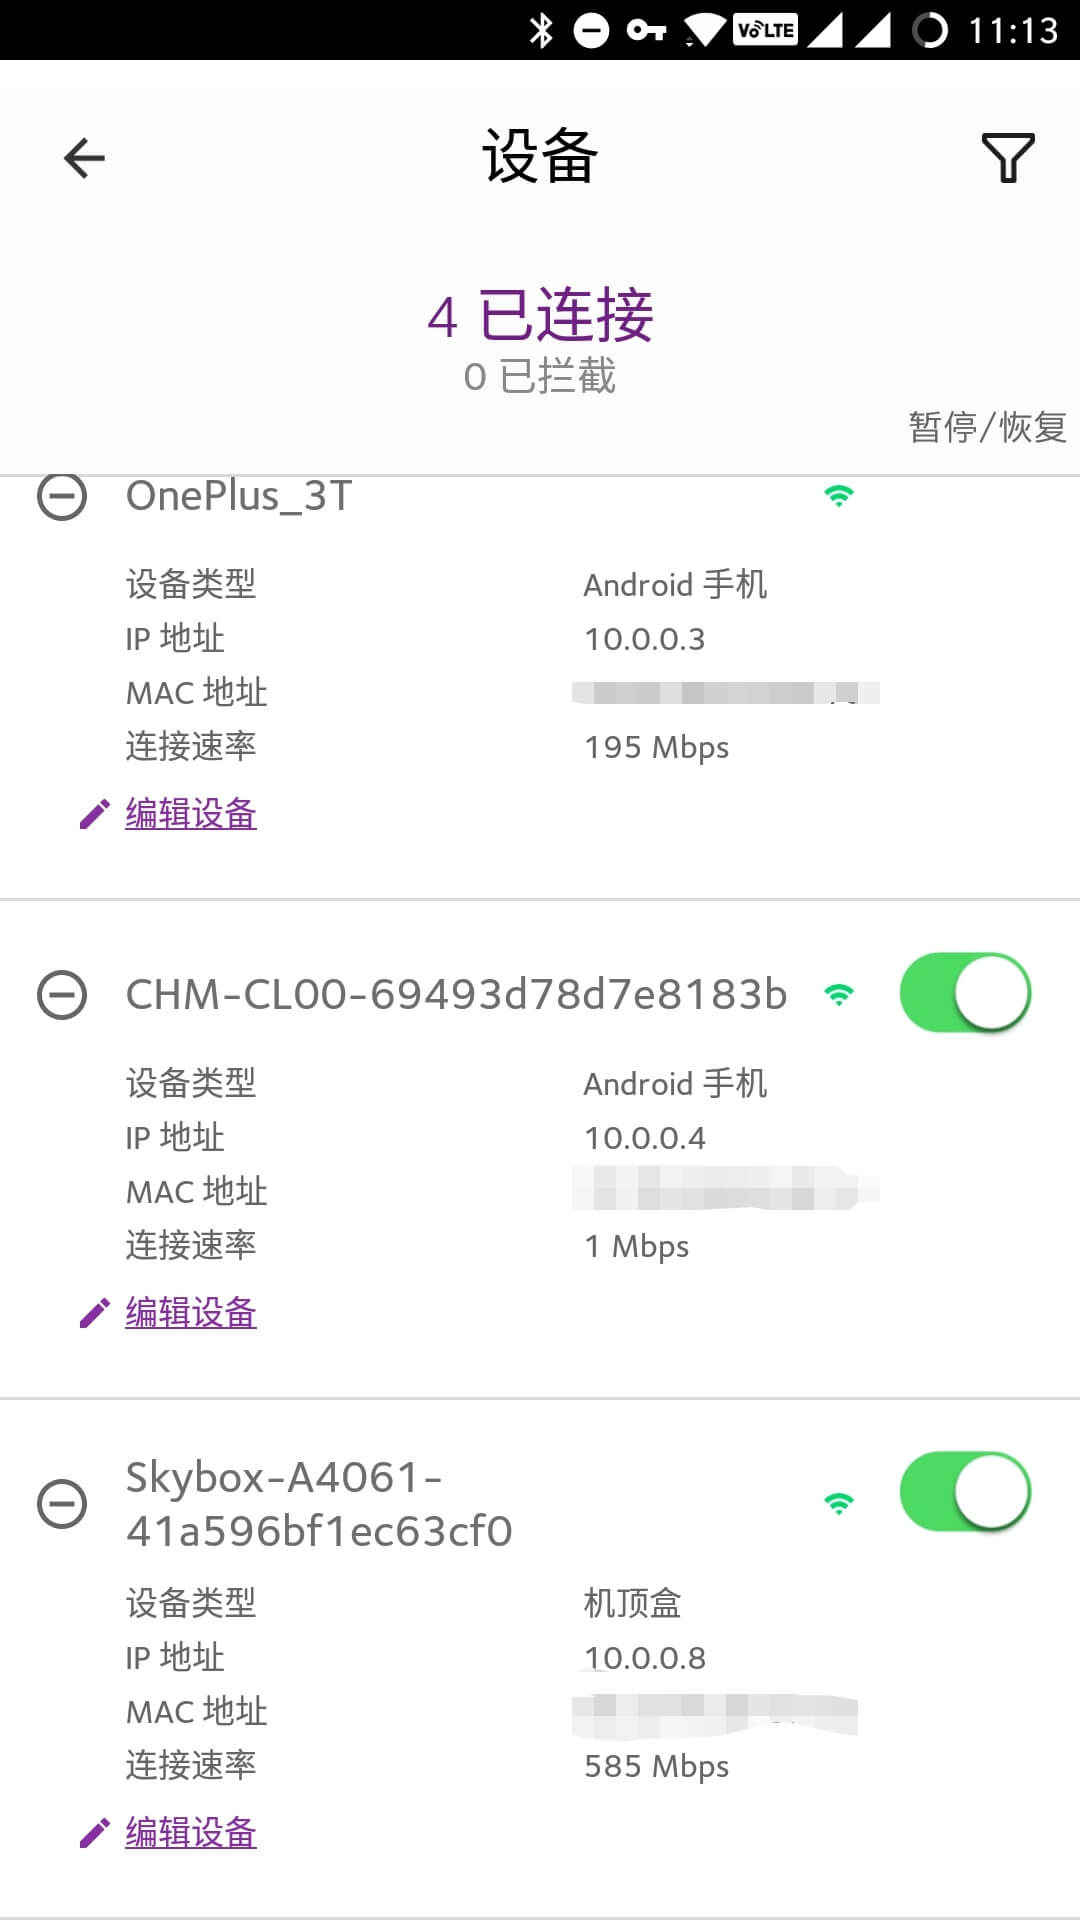 VoLTE 11:13
设备
4 已连接
0 已拦截
暂停/恢复
OnePlus_3T
设备类型 Android 手机
IP 地址 10.0.0.3
MAC 地址
连接速率 195 Mbps
编辑设备
CHM-CL00-69493d78d7e8183b
设备类型 Android 手机
IP 地址 10.0.0.4
MAC 地址
连接速率 1 Mbps
编辑设备
Skybox-A4061-
41a596bf1ec63cf0
设备类型 机顶盒
IP 地址 10.0.0.8
MAC 地址
连接速率 585 Mbps
编辑设备